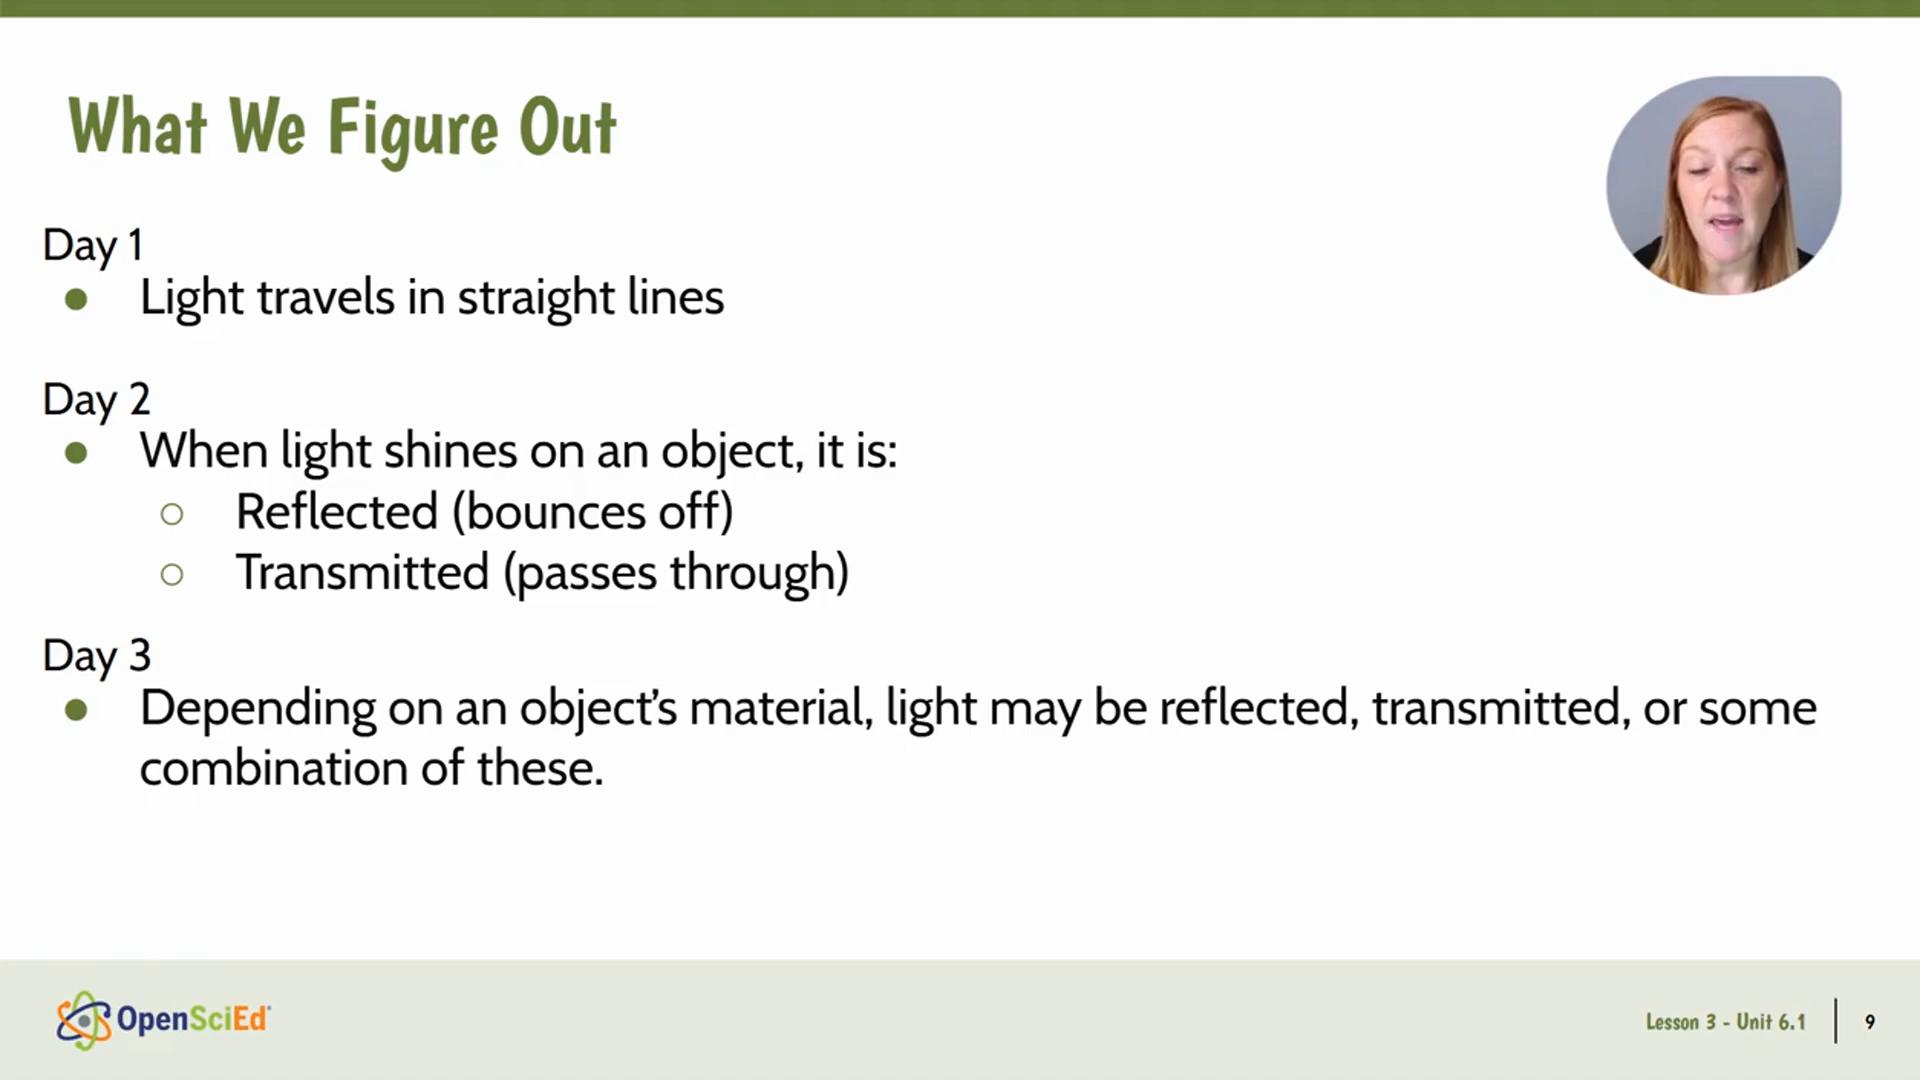 What We Figure Out
Day 1
● Light travels in straight lines
Day 2
● When light shines on an object, it is:
○ Reflected (bounces off)
○ Transmitted (passes through)
Day 3
● Depending on an object’s material, light may be reflected, transmitted, or some
combination of these.
OpenSciEd
Lesson 3 - Unit 6.1 | 9